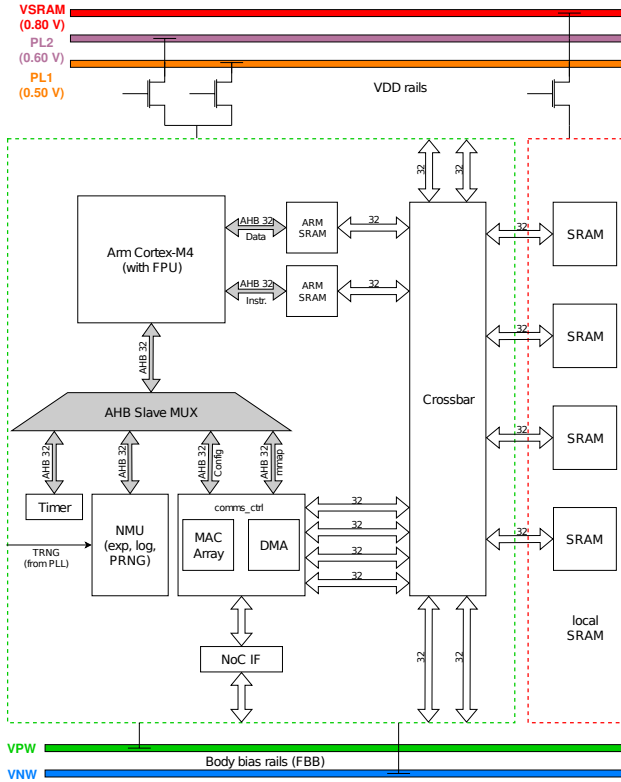 VSRAM
(0.80 V)
PL2
(0.60 V)
PL1
(0.50 V)
VDD rails
32
32
Arm Cortex-M4
(with FPU)
AHB 32
Data
ARM
SRAM
32
AHB 32
Instr.
ARM
SRAM
32
32
SRAM
32
SRAM
AHB 32
AHB Slave MUX
Crossbar
32
SRAM
AHB 32
AHB 32
AHB 32
Config
AHB 32
mmap
Timer
NMU
(exp, log,
PRNG)
TRNG
(from PLL)
comms_ctrl
MAC
Array
DMA
32
32
32
32
32
SRAM
local
SRAM
NoC IF
32
32
VPW
Body bias rails (FBB)
VNW